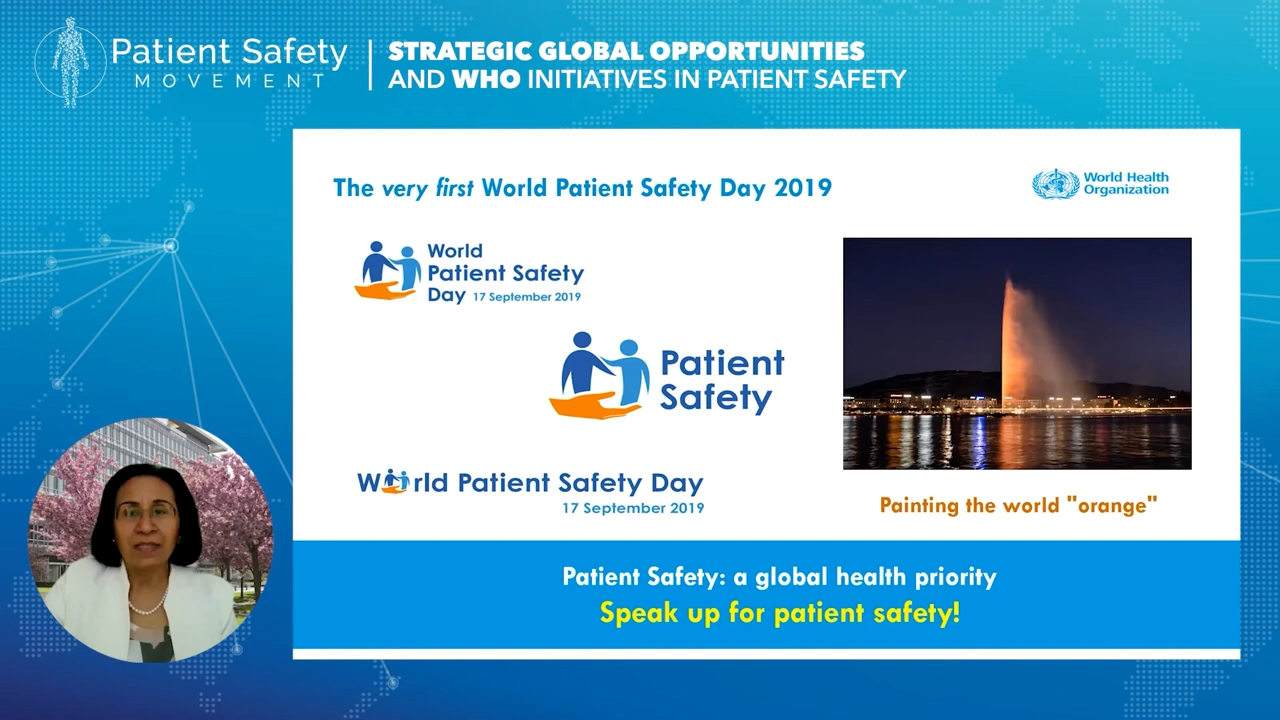 Patient Safety
MOVEMENT
STRATEGIC GLOBAL OPPORTUNITIES
AND WHO INITIATIVES IN PATIENT SAFETY
The very first World Patient Safety Day 2019
World Health
Organization
World
Patient Safety
Day 17 September 2019
Patient
Safety
World Patient Safety Day
17 September 2019
Painting the world "orange"
Patient Safety: a global health priority
Speak up for patient safety!